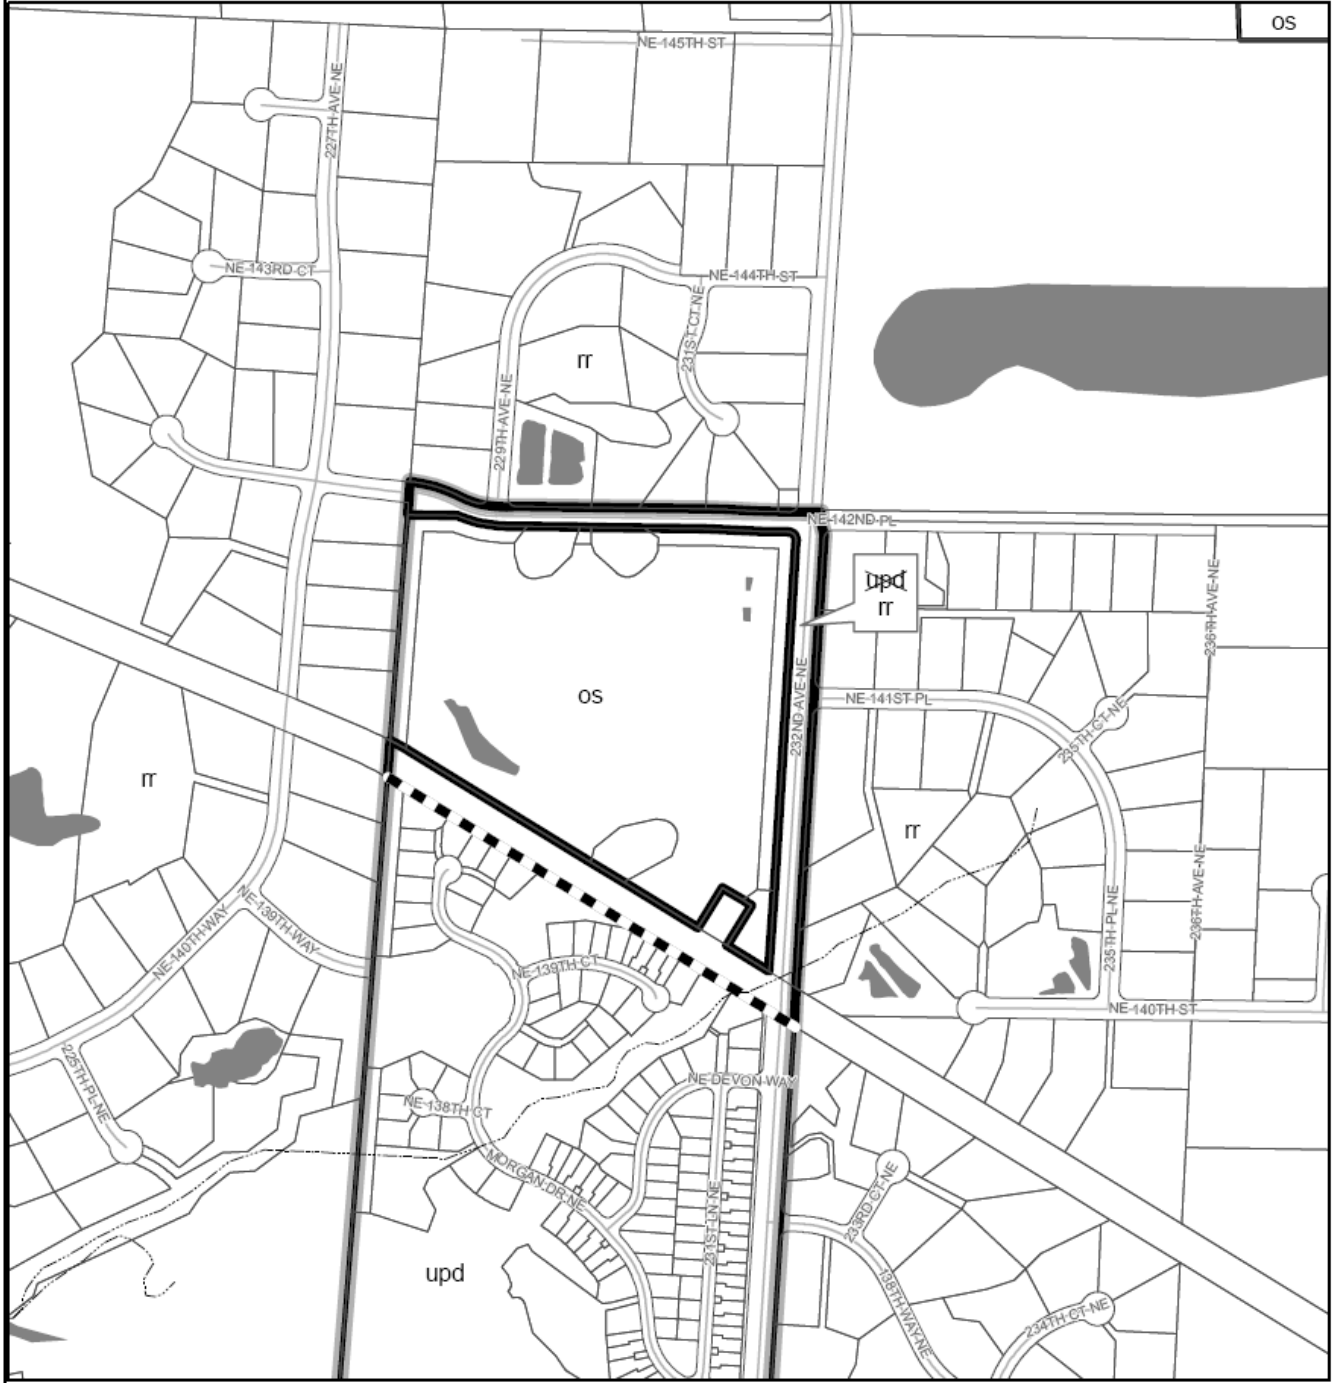 os
NE 145TH ST
227TH AVE NE
NE 143RD CT
NE 144TH ST
231ST CT NE
rr
229TH AVE NE
NE 142ND PL
upd
rr
236TH AVE NE
os
232ND AVE NE
NE 141ST PL
235TH CT NE
rr
rr
NE 139TH WAY
NE 140TH WAY
236TH AVE NE
235TH PL NE
NE 139TH CT
NE 140TH ST
225TH PL NE
NE DEVON WAY
NE 138TH CT
MORGAN DR NE
231ST LN NE
233RD CT NE
upd
138TH WAY NE
234TH CT NE